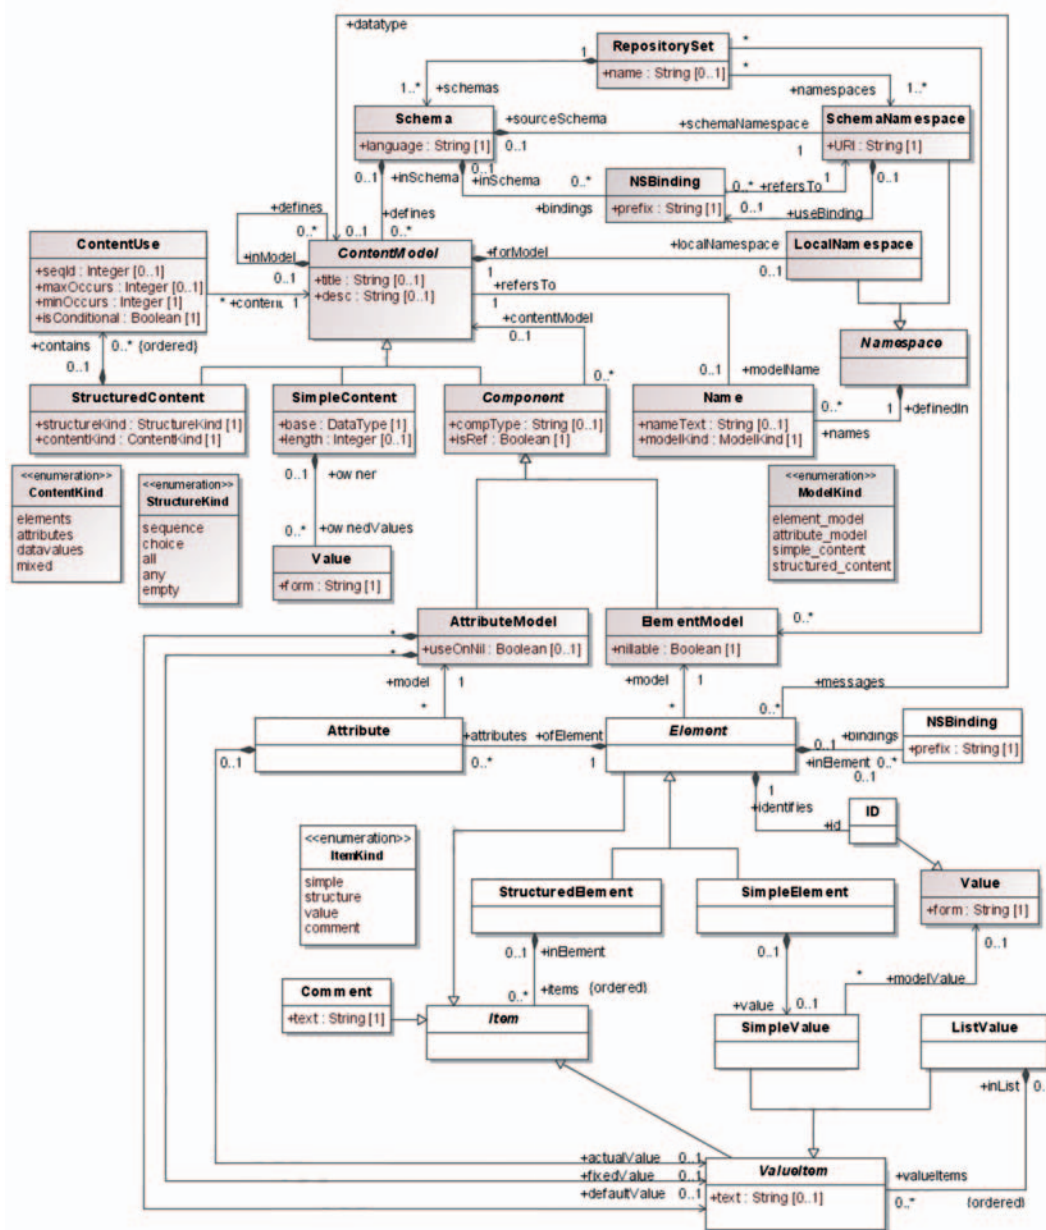 +datatype
1
RepositorySet
*
+name : String [0..1]
*
1..*
+schemas
+namespaces
1..*
Schema
+language : String [1]
+sourceSchema
0..1
+schemaNamespace
1
SchemaNamespace
+URI : String [1]
0..1
+inSchema
0..1
+inSchema
0..*
+bindings
NSBinding
+prefix : String [1]
0..*
+refersTo
1
0..1
+useBinding
0..1
+defines
0..*
+inModel
0..1
0..1
+defines
0..*
ContentUse
+seqId : Integer [0..1]
+maxOccurs : Integer [0..1]
+minOccurs : Integer [1]
+isConditional : Boolean [1]
*
+content
1
ContentModel
+title : String [0..1]
+desc : String [0..1]
+forModel
1
+localNamespace
0..1
LocalNamespace
+refersTo
1
+contentModel
0..1
+contains
0..*
{ordered}
0..1
0..*
0..1
+modelName
Namespace
1
+definedIn
StructuredContent
+structureKind : StructureKind [1]
+contentKind : ContentKind [1]
SimpleContent
+base : DataType [1]
+length : Integer [0..1]
Component
+compType : String [1]
+isRef : Boolean [1]
Name
+nameText : String [0..1]
+modelKind : ModelKind [1]
0..*
+names
<<enumeration>>
ContentKind
elements
attributes
datavalues
mixed
<<enumeration>>
StructureKind
sequence
choice
all
any
empty
0..1
+owner
0..*
+ownedValues
Value
+form : String [1]
<<enumeration>>
ModelKind
element_model
attribute_model
simple_content
structured_content
*
*
AttributeModel
+useOnNil : Boolean [0..1]
ElementModel
+nillable : Boolean [1]
0..*
+model
1
*
+model
1
*
+messages
0..*
Attribute
0..1
+attributes
0..*
+ofElement
1
Element
0..1
+bindings
+inElement
0..*
0..1
NSBinding
+prefix : String [1]
1
+identifies
+id
ID
<<enumeration>>
ItemKind
simple
structure
value
comment
StructuredElement
SimpleElement
Value
+form : String [1]
0..1
+inElement
0..*
+items
{ordered}
0..1
+value
0..1
*
+modelValue
0..1
Comment
+text : String [1]
Item
SimpleValue
ListValue
+inList
0..
+actualValue
0..1
+fixedValue
0..1
+defaultValue
0..1
ValueItem
+text : String [0..1]
+valueItems
0..*
{ordered}